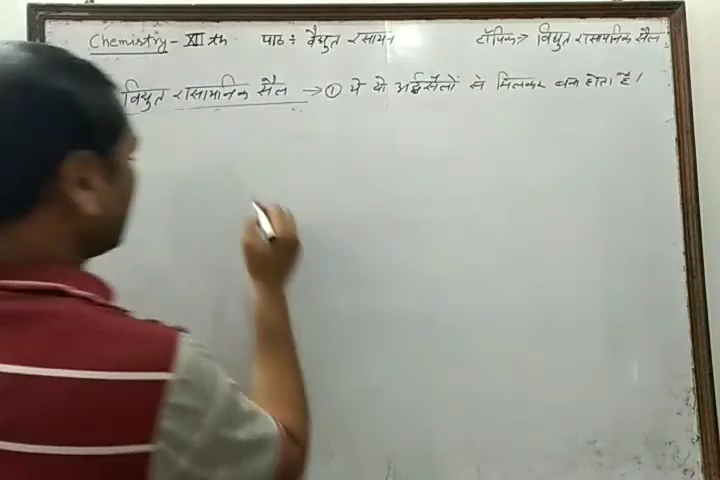 Chemistry - XII th पाठ ÷ वैद्युत रसायन टॉपिक → विद्युत रासायनिक सैल
विद्युत रासायनिक सैल → ① ये दो अर्द्धसैलों से मिलकर बना होता है।